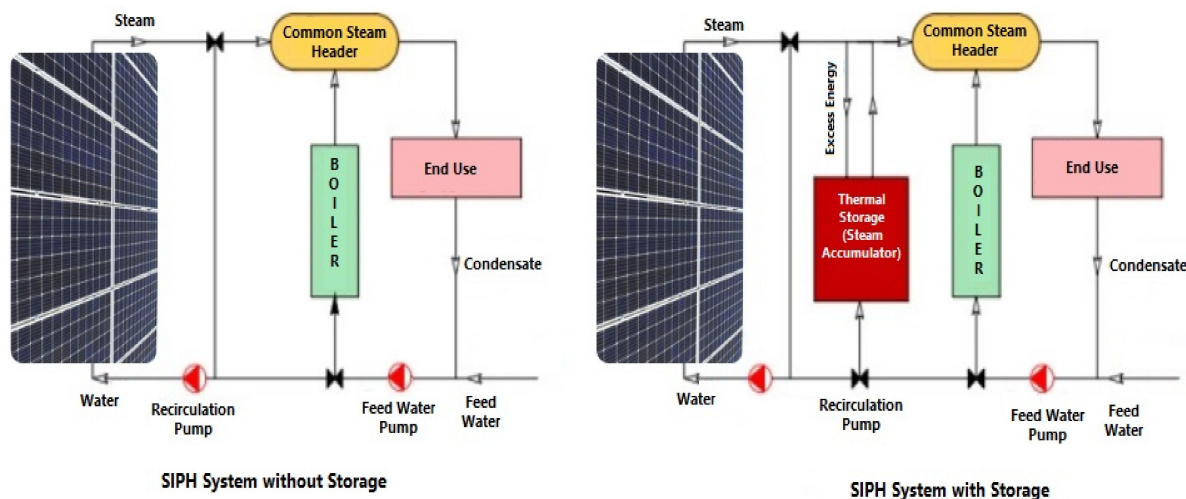 Steam
Common Steam
Header
B
O
I
L
E
R
End Use
Condensate
Water
Recirculation
Pump
Feed Water
Pump
Feed
Water
SIPH System without Storage
Steam
Common Steam
Header
Excess Energy
Thermal
Storage
(Steam
Accumulator)
B
O
I
L
E
R
End Use
Condensate
Water
Recirculation
Pump
Feed Water
Pump
Feed
Water
SIPH System with Storage